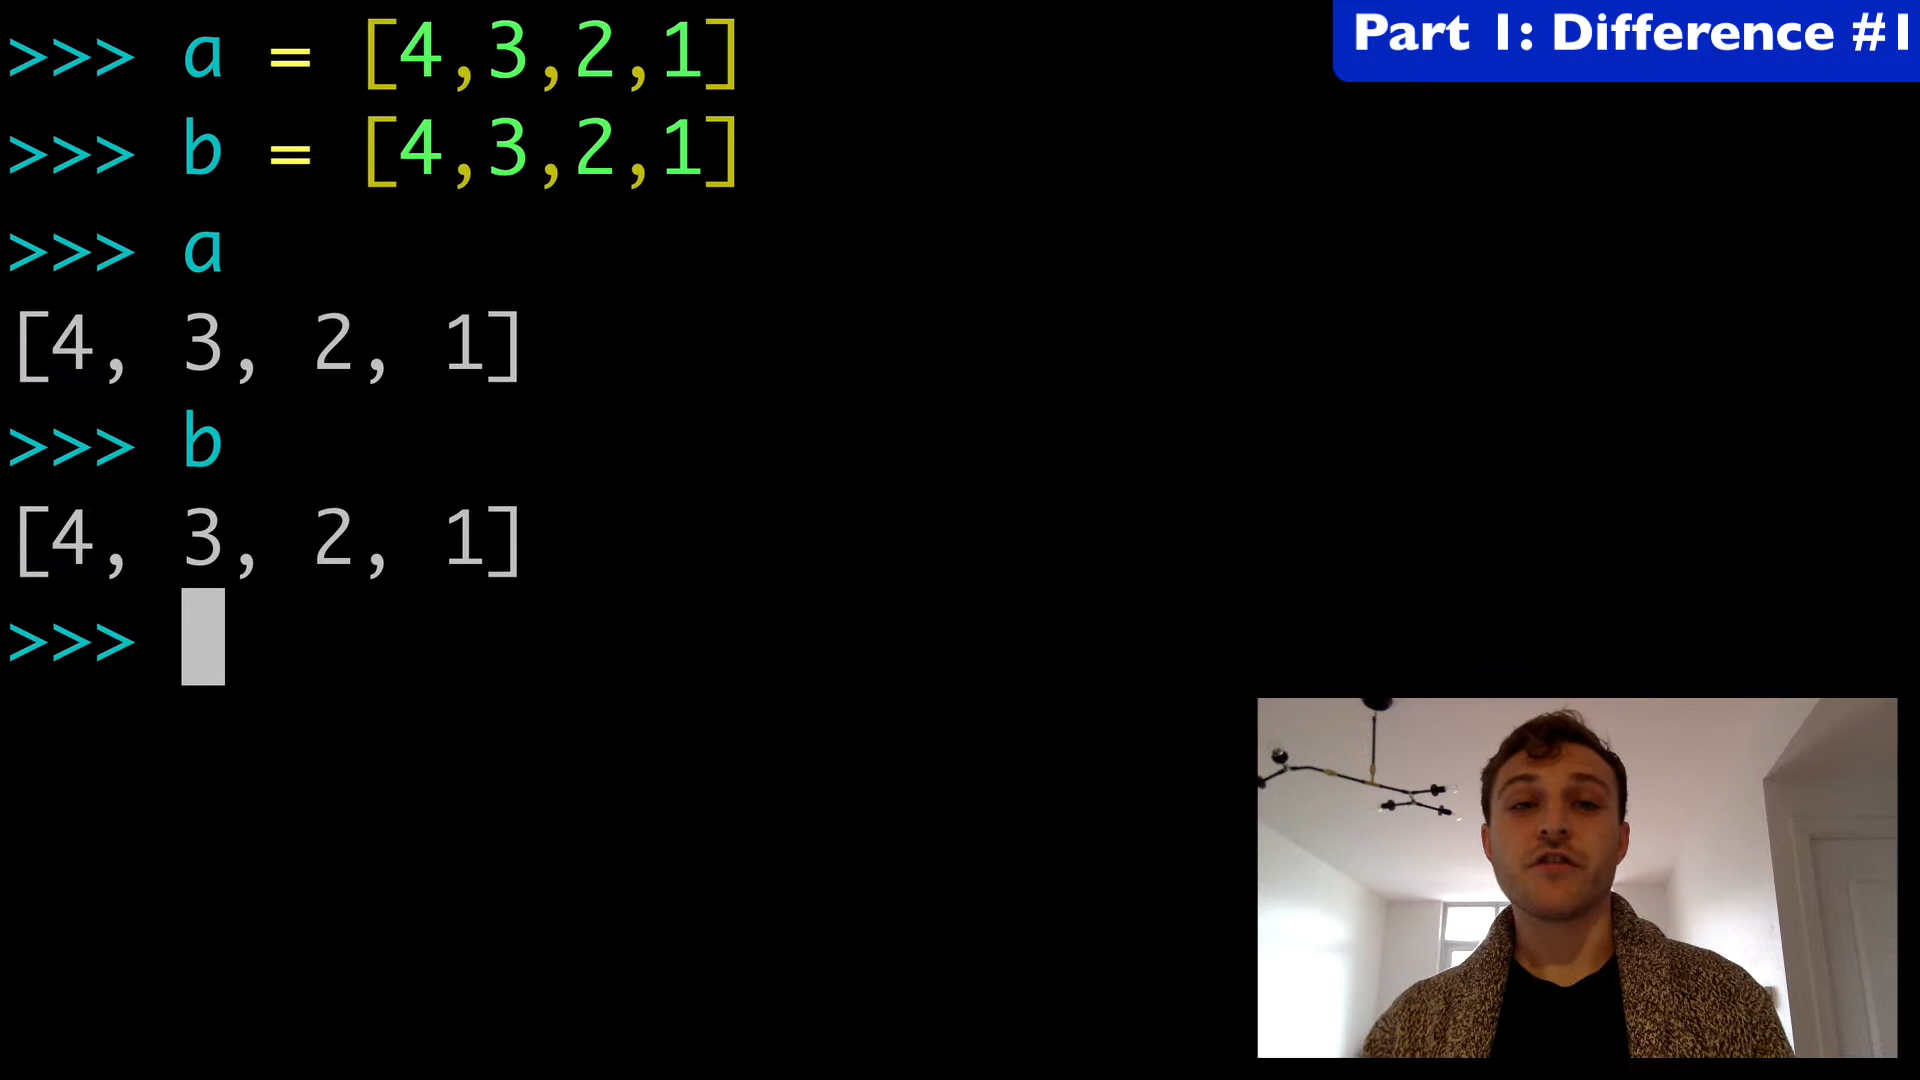 >>> a = [4,3,2,1]
Part 1: Difference #1
>>> b = [4,3,2,1]
>>> a
[4, 3, 2, 1]
>>> b
[4, 3, 2, 1]
>>>